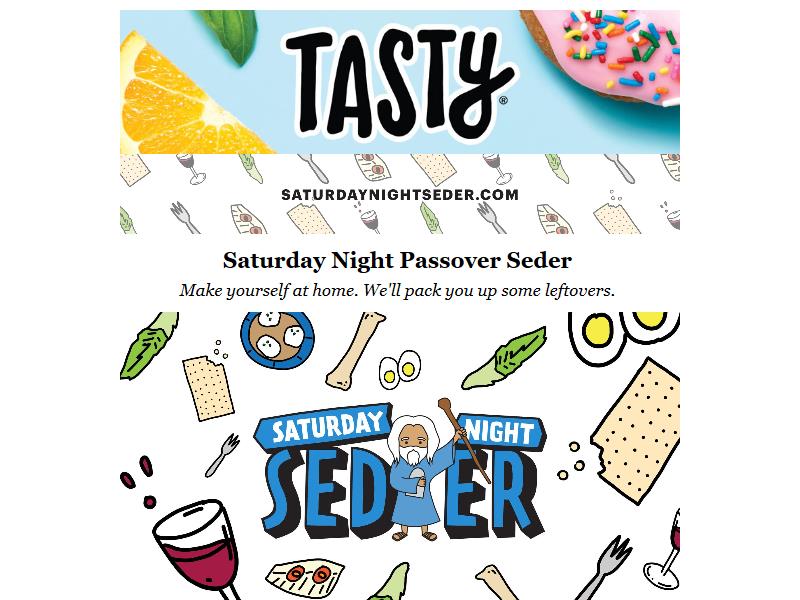 TASTY®
SATURDAYNIGHTSEDER.COM
Saturday Night Passover Seder
Make yourself at home. We'll pack you up some leftovers.
SATURDAY NIGHT
SEDER